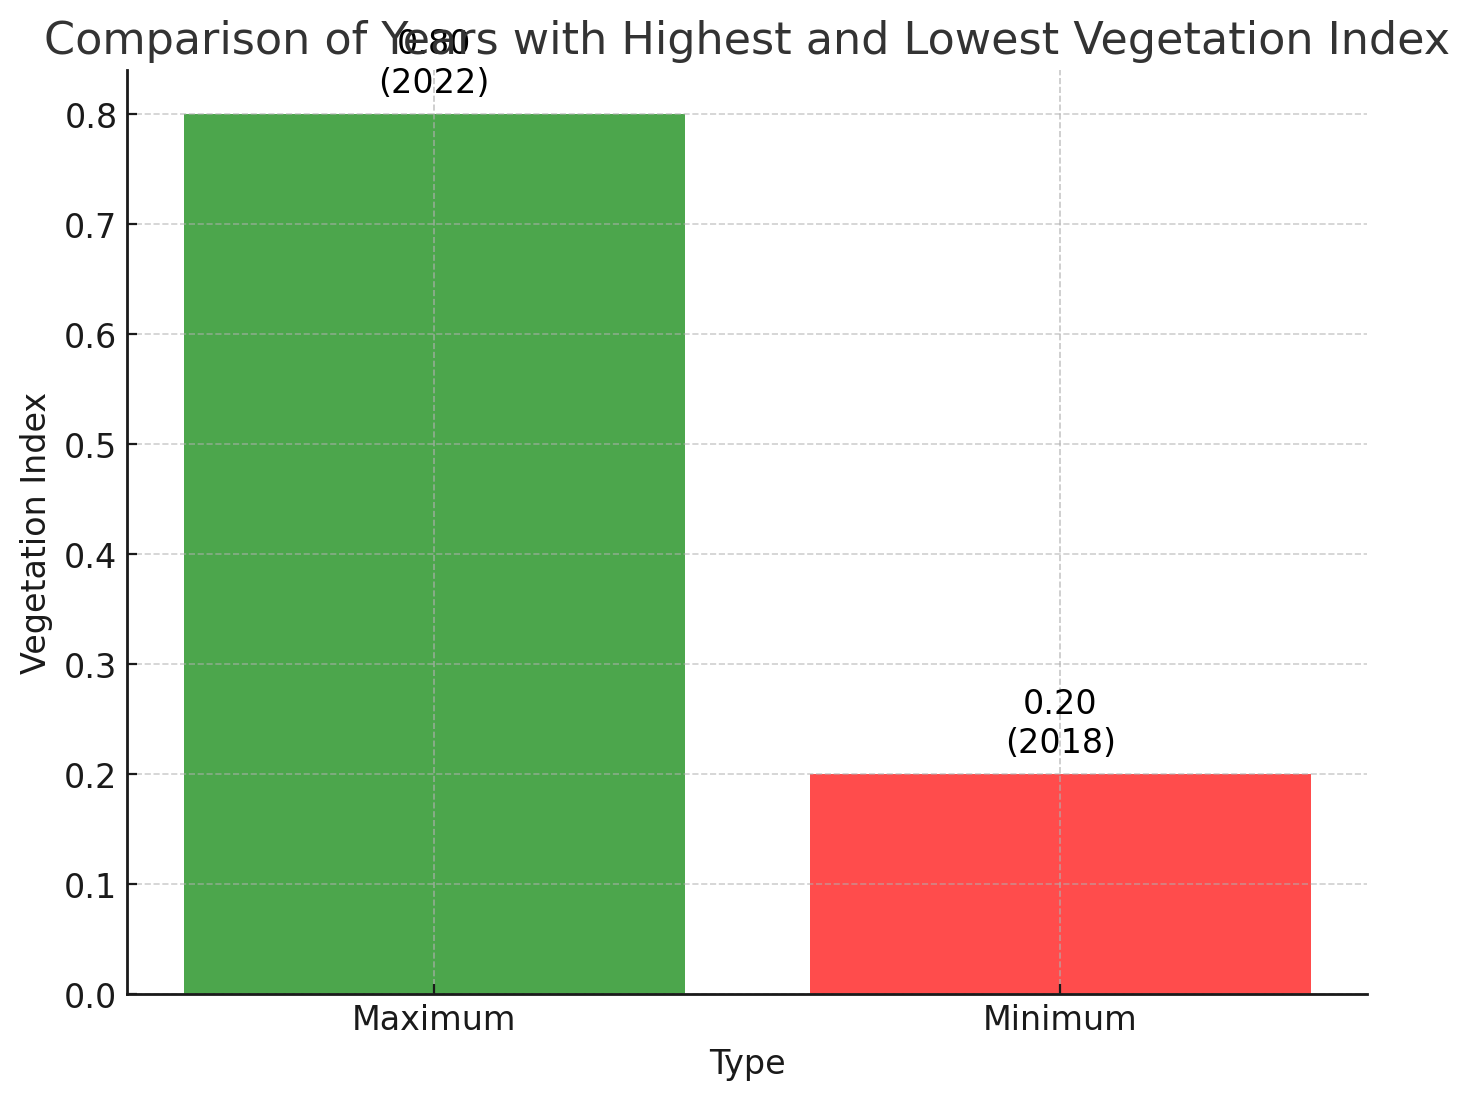 Comparison of Years with Highest and Lowest Vegetation Index
0.80
(2022)
0.8
0.7
0.6
0.5
0.4
0.3
0.2
0.1
0.0
Vegetation Index
0.20
(2018)
Maximum
Minimum
Type